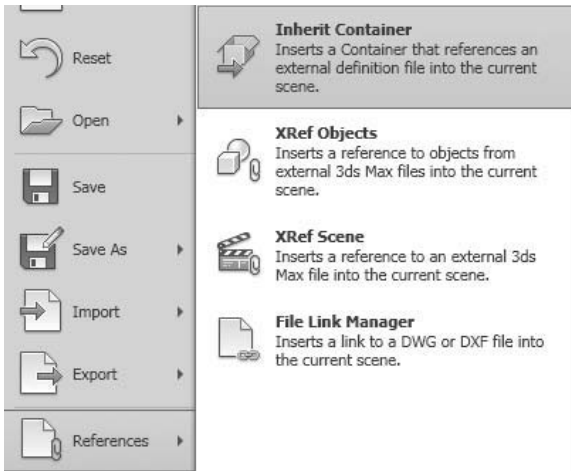 Reset
Open
Save
Save As
Import
Export
References
Inherit Container
Inserts a Container that references an
external definition file into the current
scene.
XRef Objects
Inserts a reference to objects from
external 3ds Max files into the current
scene.
XRef Scene
Inserts a reference to an external 3ds
Max file into the current scene.
File Link Manager
Inserts a link to a DWG or DXF file into
the current scene.